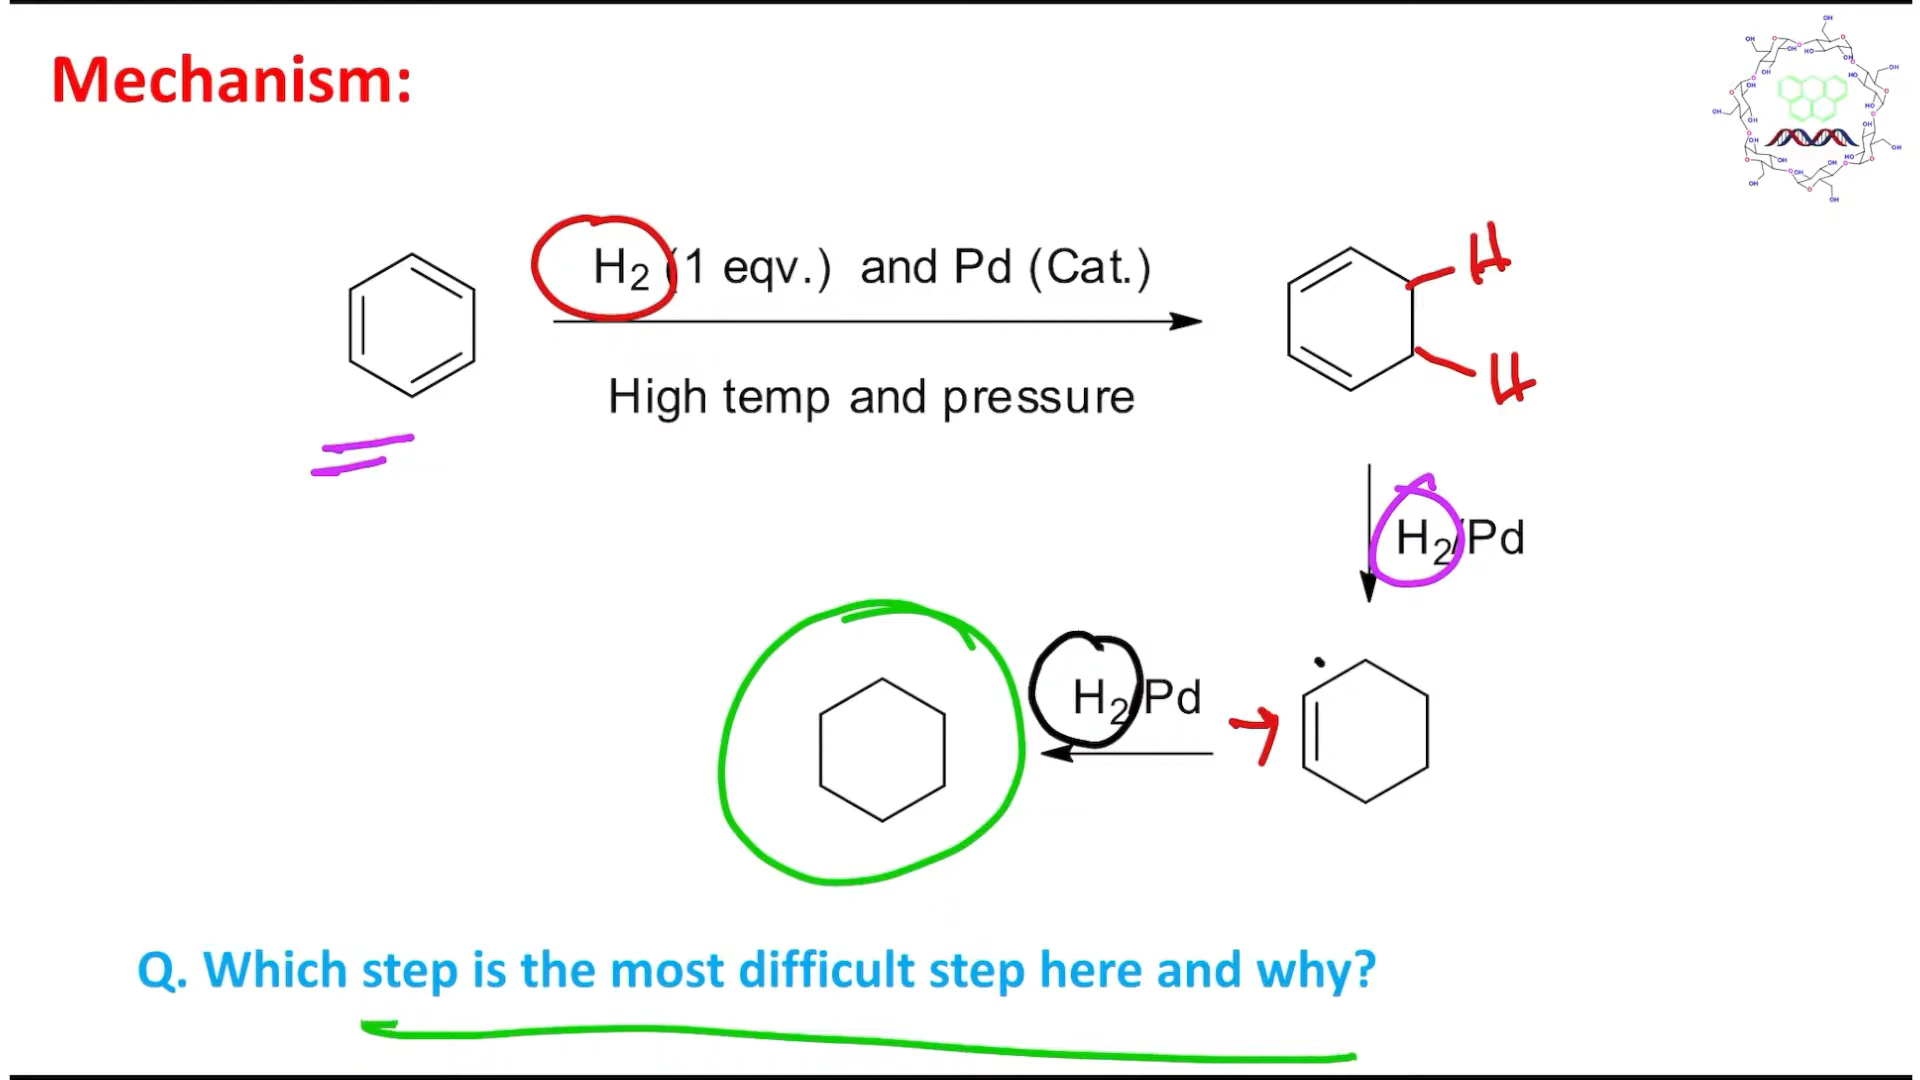 Mechanism:
H2 (1 eqv.) and Pd (Cat.)
High temp and pressure
H
H
H2/Pd
H2/Pd
Q. Which step is the most difficult step here and why?